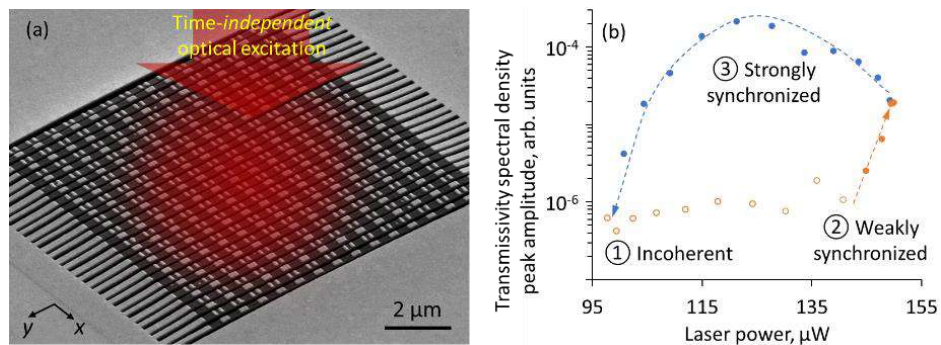 (a)
Time-independent
optical excitation
y
x
2 µm
(b)
Transmissivity spectral density
peak amplitude, arb. units
10⁻⁴
10⁻⁶
3 Strongly
synchronized
1 Incoherent
2 Weakly
synchronized
95 115 135 155
Laser power, µW